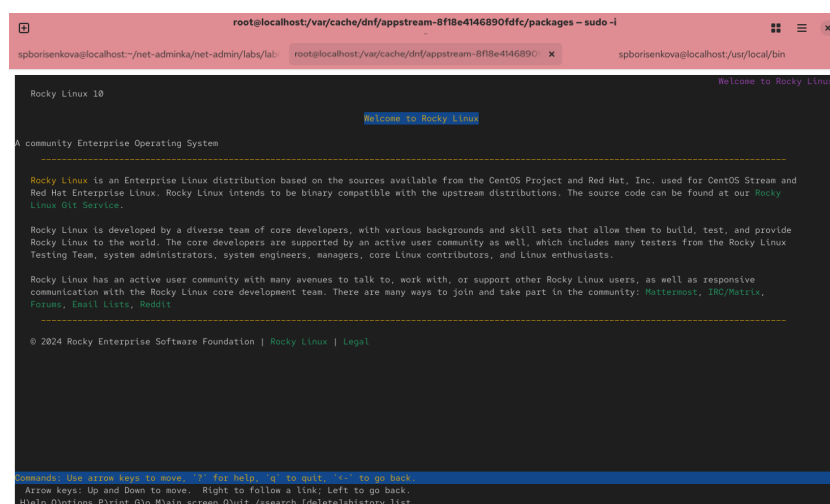 root@localhost:/var/cache/dnf/appstream-8f18e4146890fdfc/packages — sudo -i
spborisenkova@localhost:~/net-adminka/net-admin/labs/lab
root@localhost:/var/cache/dnf/appstream-8f18e4146890
spborisenkova@localhost:/usr/local/bin
Welcome to Rocky Linu
Rocky Linux 10
Welcome to Rocky Linux
A community Enterprise Operating System
Rocky Linux is an Enterprise Linux distribution based on the sources available from the CentOS Project and Red Hat, Inc. used for CentOS Stream and
Red Hat Enterprise Linux. Rocky Linux intends to be binary compatible with the upstream distributions. The source code can be found at our Rocky
Linux Git Service.
Rocky Linux is developed by a diverse team of core developers, with various backgrounds and skill sets that allow them to build, test, and provide
Rocky Linux to the world. The core developers are supported by an active user community as well, which includes many testers from the Rocky Linux
Testing Team, system administrators, system engineers, managers, core Linux contributors, and Linux enthusiasts.
Rocky Linux has an active user community with many avenues to talk to, work with, or support other Rocky Linux users, as well as responsive
communication with the Rocky Linux core development team. There are many ways to join and take part in the community: Mattermost, IRC/Matrix,
Forums, Email Lists, Reddit
© 2024 Rocky Enterprise Software Foundation | Rocky Linux | Legal
Commands: Use arrow keys to move, '?' for help, 'q' to quit, '<-' to go back.
Arrow keys: Up and Down to move. Right to follow a link; Left to go back.
H)elp O)ptions P)rint G)o M)ain screen Q)uit /=search [delete]=history list